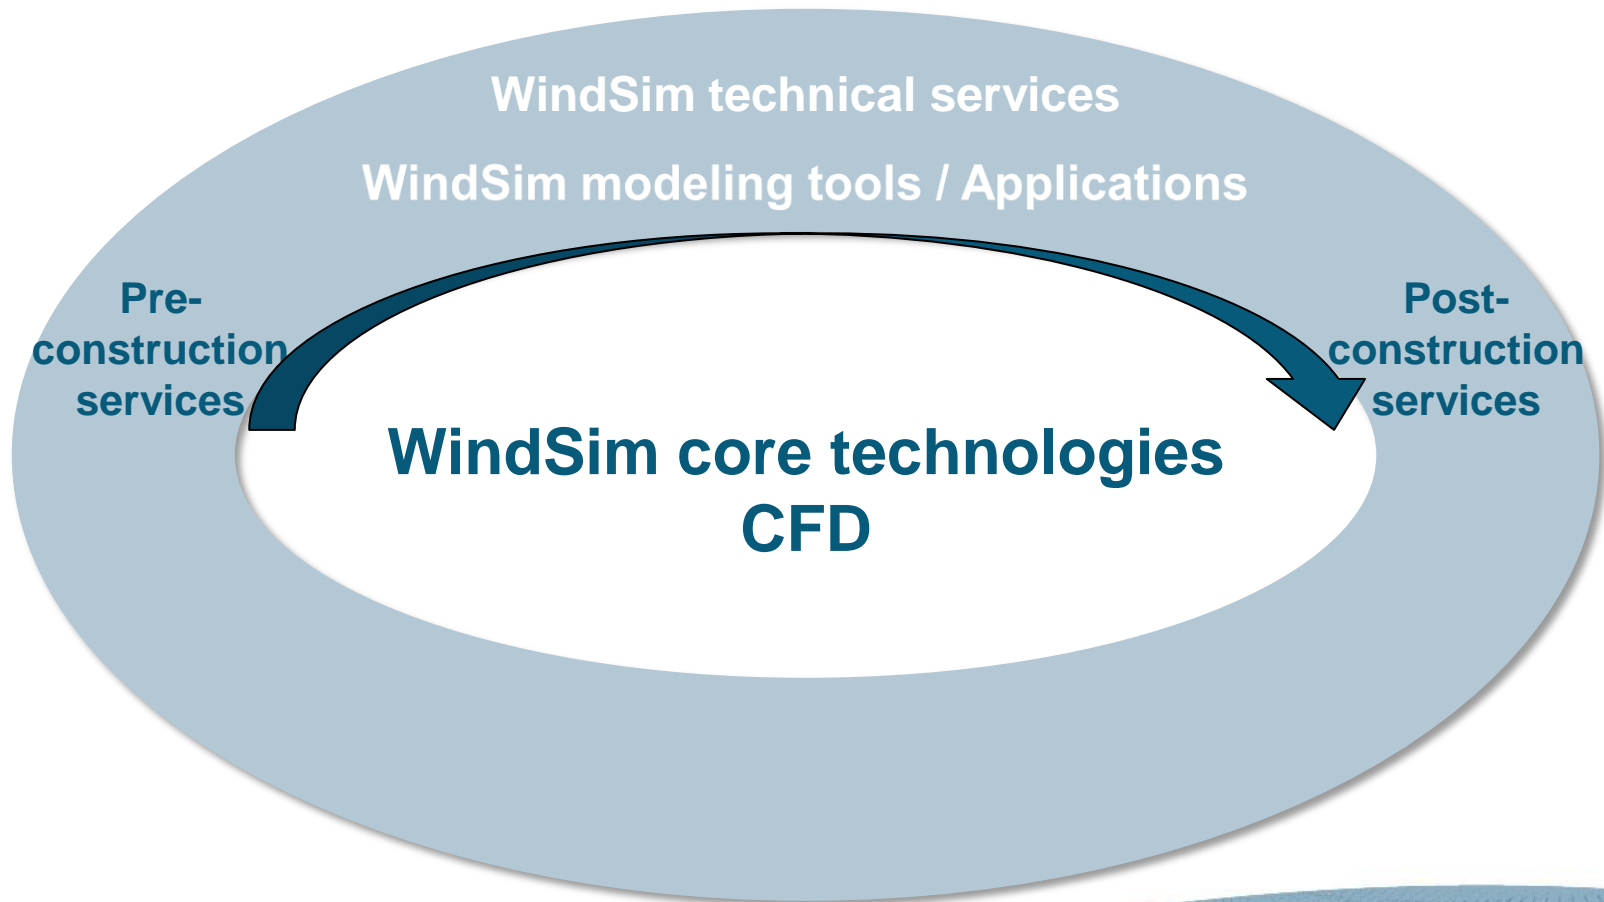 WindSim technical services
WindSim modeling tools / Applications
Pre-
construction
services
Post-
construction
services
WindSim core technologies
CFD